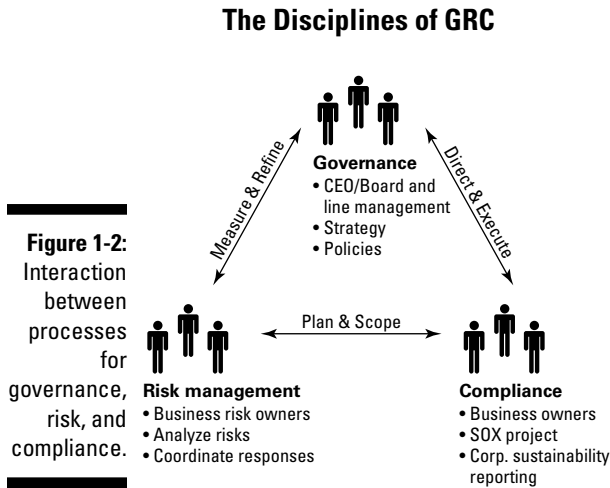 The Disciplines of GRC
Measure & Refine
Direct & Execute
Governance
• CEO/Board and
line management
• Strategy
• Policies
Plan & Scope
Figure 1-2:
Interaction
between
processes
for
governance,
risk, and
compliance.
Risk management
• Business risk owners
• Analyze risks
• Coordinate responses
Compliance
• Business owners
• SOX project
• Corp. sustainability
reporting